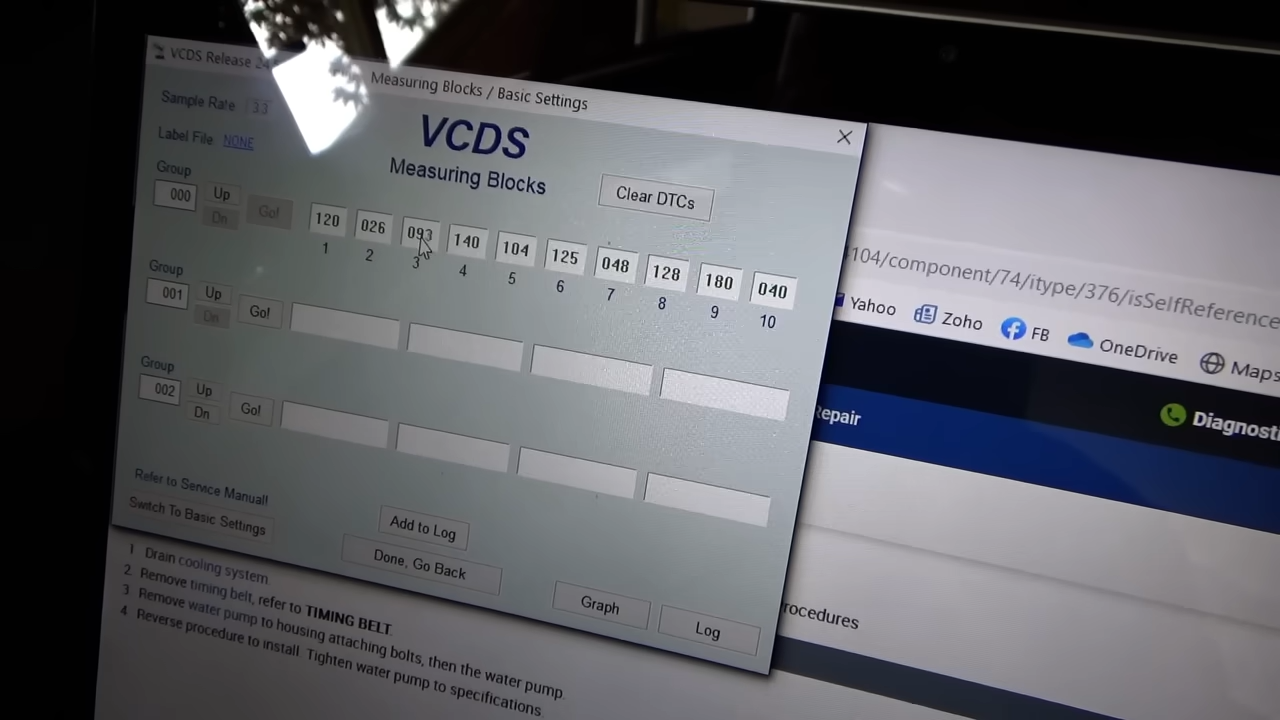 VCDS Release 24
Measuring Blocks / Basic Settings
Sample Rate 3.3
Label File NONE
VCDS
Measuring Blocks
Clear DTCs
Group
000 Up Dn Go!
120 026 093 140 104 125 048 128 180 040
1 2 3 4 5 6 7 8 9 10
Group
001 Up Dn Go!
Group
002 Up Dn Go!
Refer to Service Manual!
Switch To Basic Settings
Add to Log
Done, Go Back
Graph
Log
104/component/74/itype/376/isSelfReference
Yahoo Zoho FB OneDrive Maps
Repair
Diagnosti
rocedures
1 Drain cooling system.
2. Remove timing belt, refer to TIMING BELT.
3 Remove water pump to housing attaching bolts, then the water pump.
4 Reverse procedure to install. Tighten water pump to specifications.